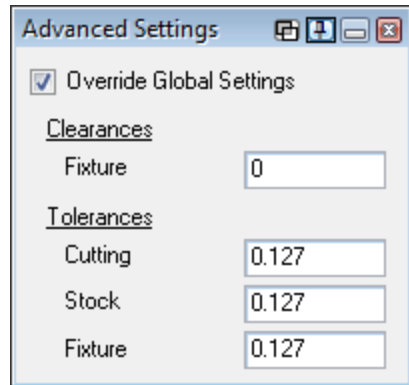 Advanced Settings
Override Global Settings
Clearances
Fixture 0
Tolerances
Cutting 0.127
Stock 0.127
Fixture 0.127